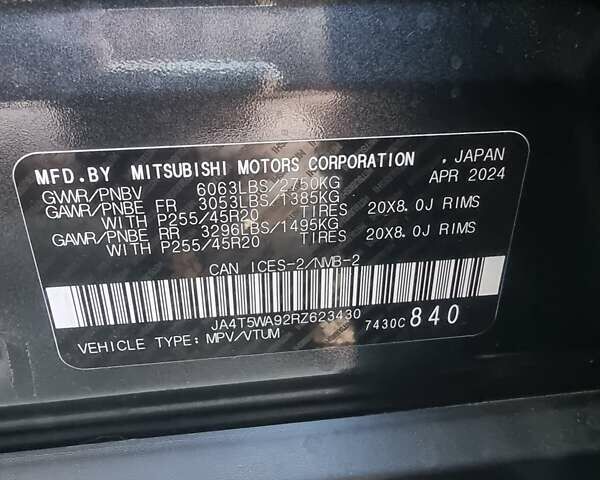 MFD.BY MITSUBISHI MOTORS CORPORATION , JAPAN
GVWR/PNBV 6063LBS/2750KG APR 2024
GAWR/PNBE FR 3053LBS/1385KG
WITH P255/45R20 TIRES 20X8.0J RIMS
GAWR/PNBE RR 3296LBS/1495KG
WITH P255/45R20 TIRES 20X8.0J RIMS
CAN ICES-2/NMB-2
JA4T5WA92RZ623430
VEHICLE TYPE: MPV/VTUM 7430C 840